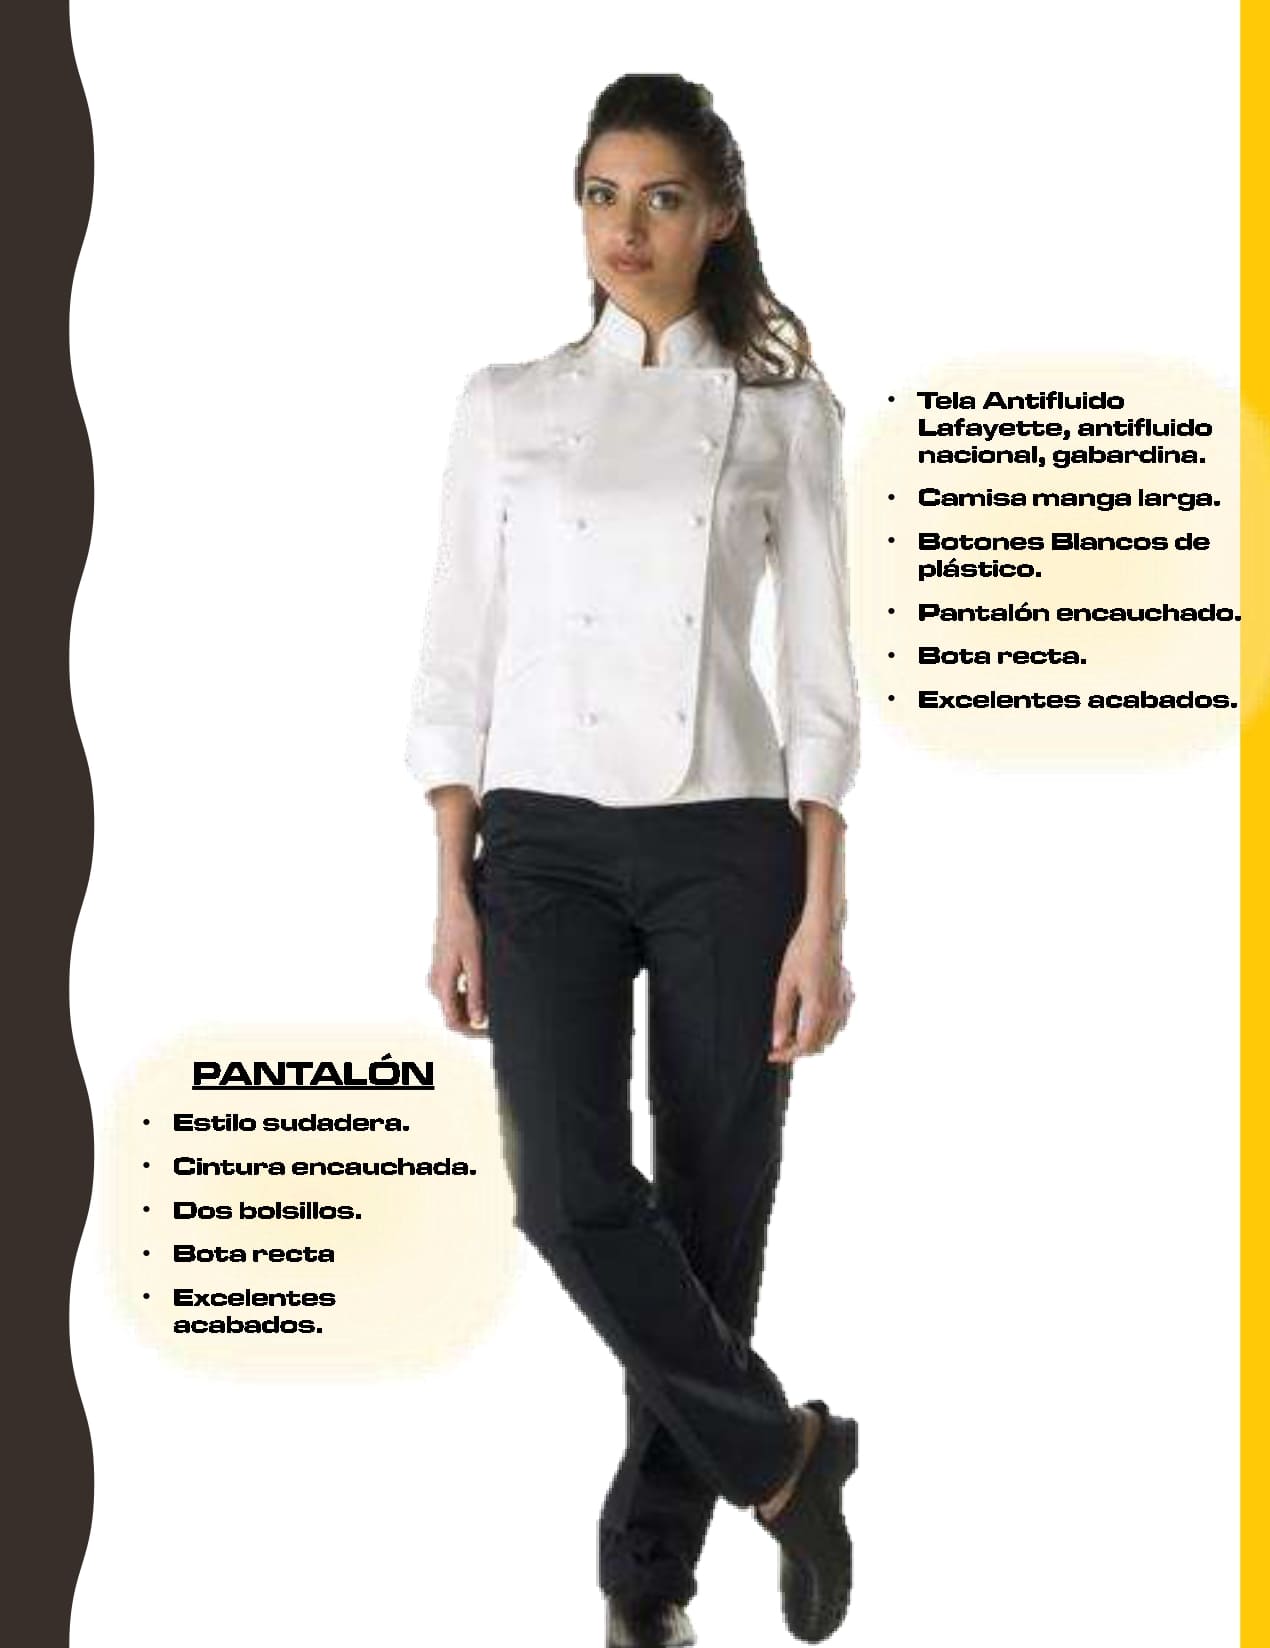 • Tela Antifluido
Lafayette, antifluido
nacional, gabardina.
• Camisa manga larga.
• Botones Blancos de
plástico.
• Pantalón encauchado.
• Bota recta.
• Excelentes acabados.
PANTALÓN
• Estilo sudadera.
• Cintura encauchada.
• Dos bolsillos.
• Bota recta
• Excelentes
acabados.